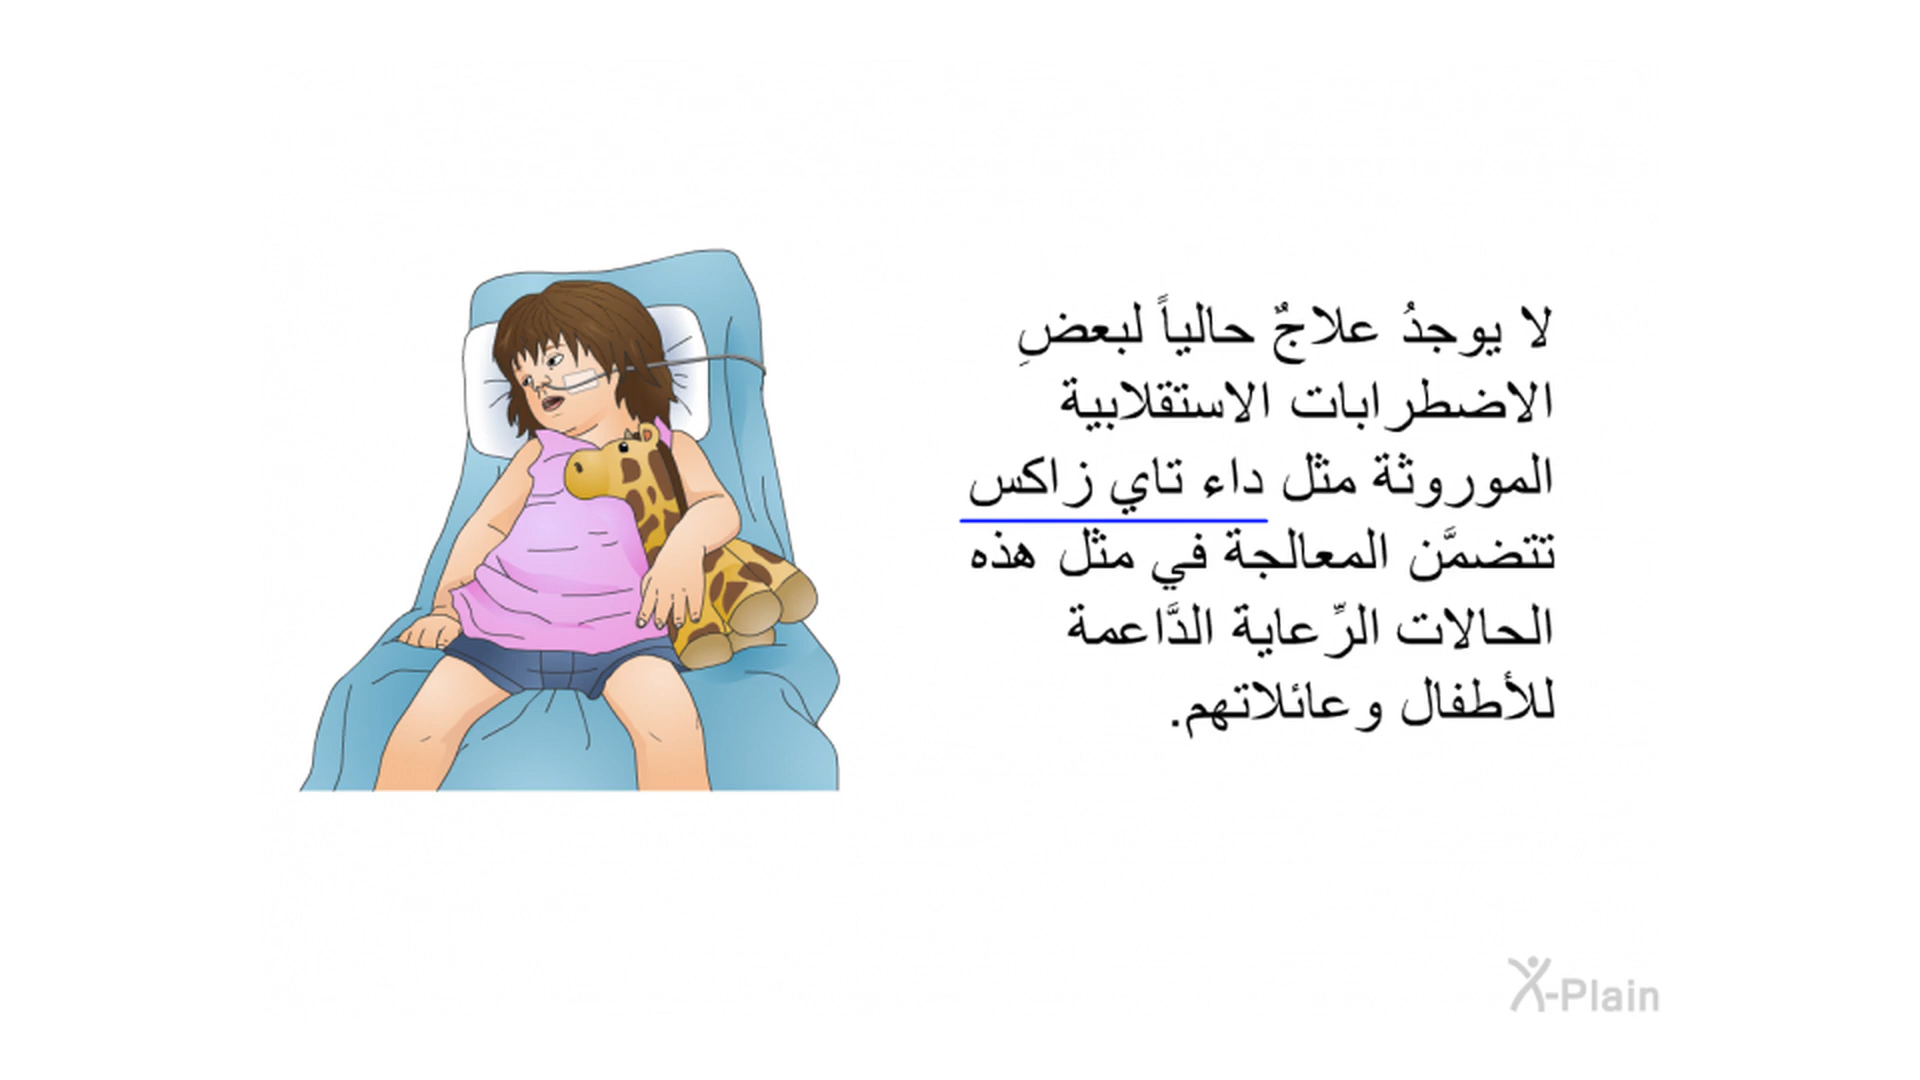 لا يوجدُ علاجٌ حالياً لبعضِ
الاضطرابات الاستقلابية
الموروثة مثل داء تاي زاكس
تتضمَّن المعالجة في مثل هذه
الحالات الرِّعاية الدَّاعمة
للأطفال وعائلاتهم.
X-Plain